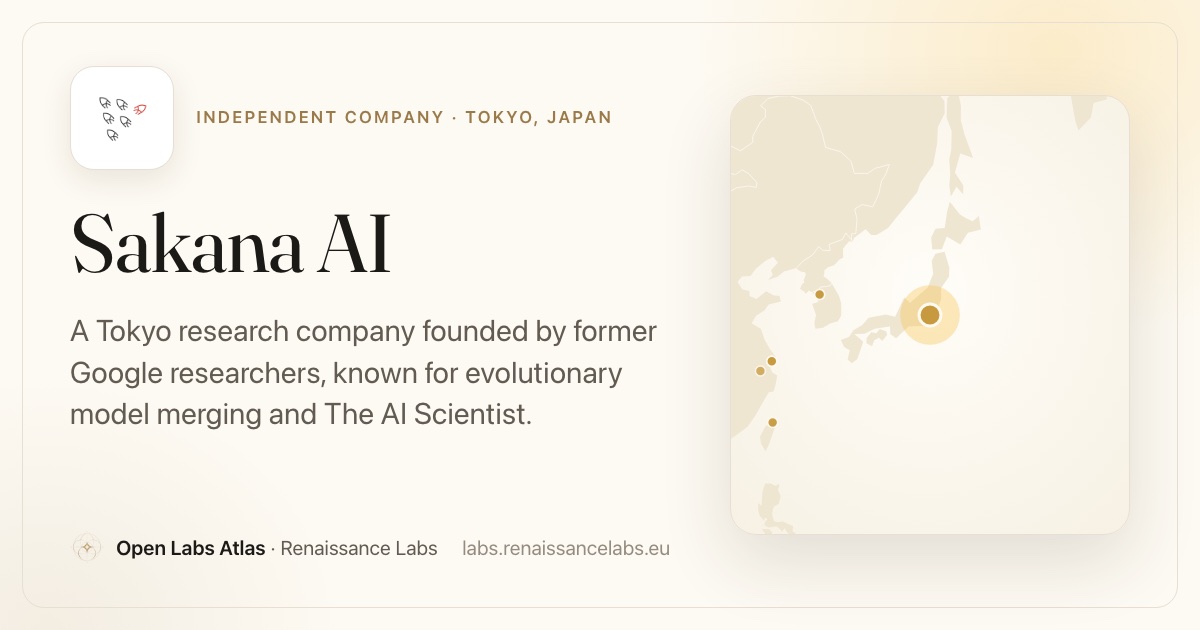 INDEPENDENT COMPANY · TOKYO, JAPAN
Sakana AI
A Tokyo research company founded by former
Google researchers, known for evolutionary
model merging and The AI Scientist.
Open Labs Atlas · Renaissance Labs labs.renaissancelabs.eu